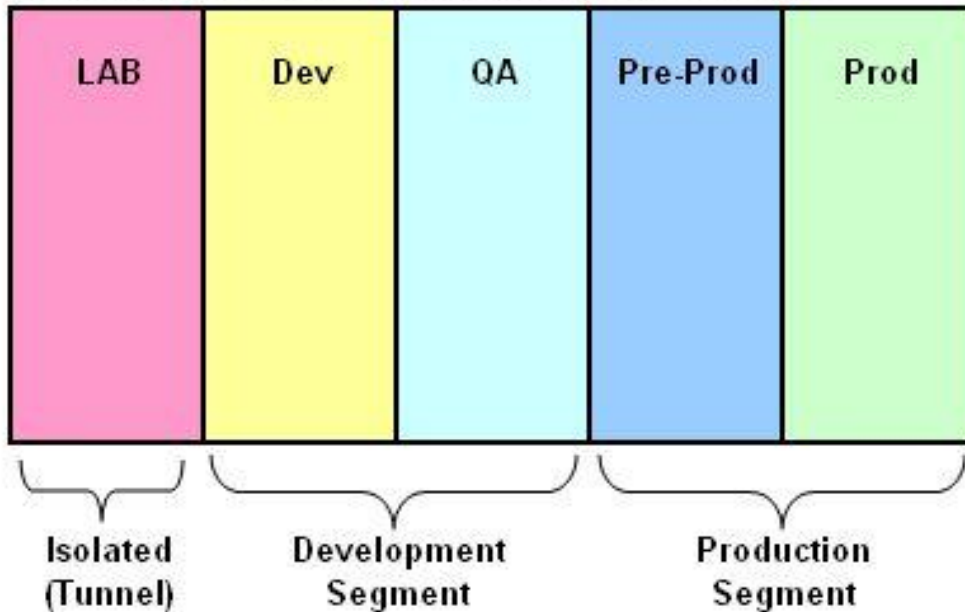 LAB
Dev
QA
Pre-Prod
Prod
Isolated
(Tunnel)
Development
Segment
Production
Segment